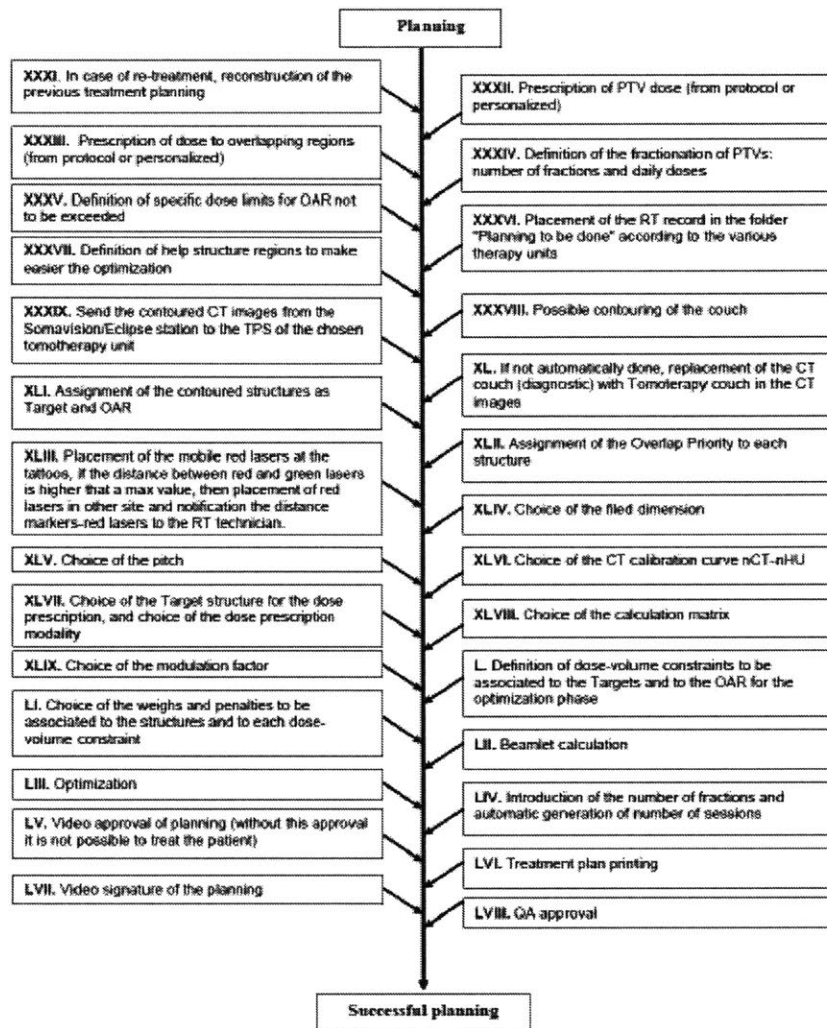 Planning
XXXI. In case of re-treatment, reconstruction of the
previous treatment planning
XXXII. Prescription of PTV dose (from protocol or
personalized)
XXXIII. Prescription of dose to overlapping regions
(from protocol or personalized)
XXXIV. Definition of the fractionation of PTVs:
number of fractions and daily doses
XXXV. Definition of specific dose limits for OAR not
to be exceeded
XXXVI. Placement of the RT record in the folder
"Planning to be done" according to the various
therapy units
XXXVII. Definition of help structure regions to make
easier the optimization
XXXIX. Send the contoured CT images from the
Somavision/Eclipse station to the TPS of the chosen
tomotherapy unit
XXXVIII. Possible contouring of the couch
XL. If not automatically done, replacement of the CT
couch (diagnostic) with Tomoterapy couch in the CT
images
XLI. Assignment of the contoured structures as
Target and OAR
XLII. Assignment of the Overlap Priority to each
structure
XLIII. Placement of the mobile red lasers at the
tattoos, if the distance between red and green lasers
is higher that a max value, then placement of red
lasers in other site and notification the distance
markers-red lasers to the RT technician.
XLIV. Choice of the filed dimension
XLV. Choice of the pitch
XLVI. Choice of the CT calibration curve nCT-nHU
XLVII. Choice of the Target structure for the dose
prescription, and choice of the dose prescription
modality
XLVIII. Choice of the calculation matrix
XLIX. Choice of the modulation factor
L. Definition of dose-volume constraints to be
associated to the Targets and to the OAR for the
optimization phase
LI. Choice of the weighs and penalties to be
associated to the structures and to each dose-
volume constraint
LII. Beamlet calculation
LIII. Optimization
LIV. Introduction of the number of fractions and
automatic generation of number of sessions
LV. Video approval of planning (without this approval
it is not possible to treat the patient)
LVI. Treatment plan printing
LVII. Video signature of the planning
LVIII. QA approval
Successful planning